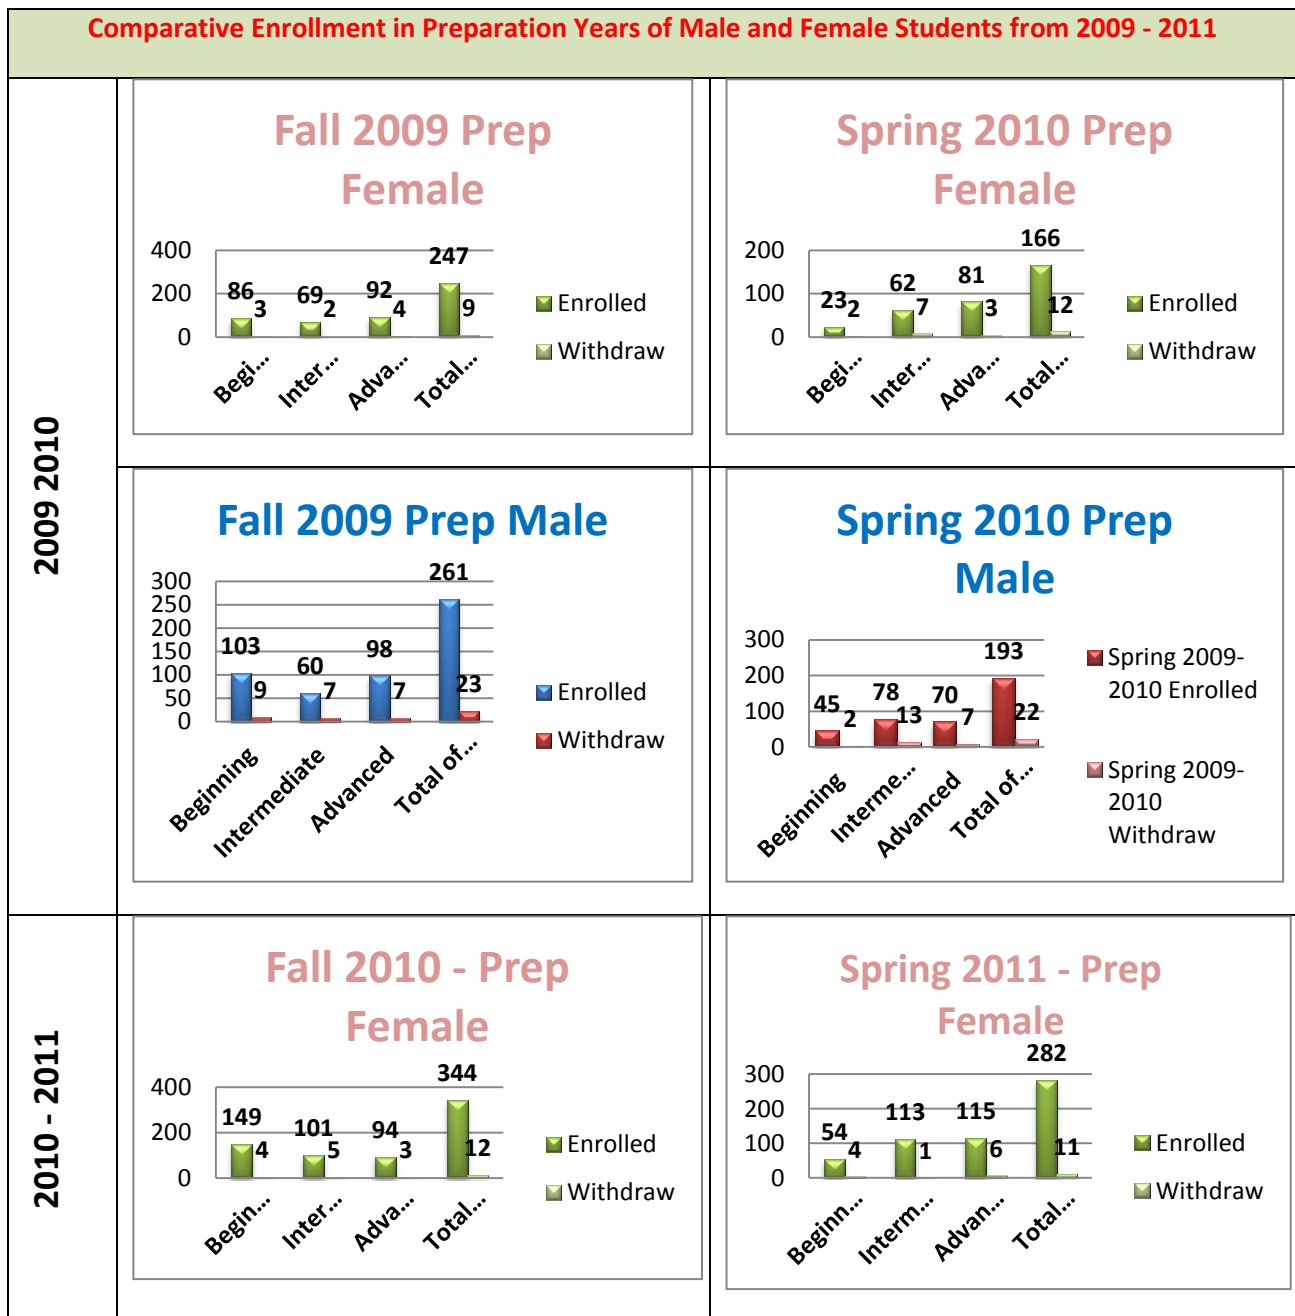 Comparative Enrollment in Preparation Years of Male and Female Students from 2009 - 2011
2009 2010
Fall 2009 Prep
Female
400
200
0
86
3
69
2
92
4
247
9
Begi...
Inter...
Adva...
Total...
Enrolled
Withdraw
Spring 2010 Prep
Female
200
100
0
23
2
62
7
81
3
166
12
Begi...
Inter...
Adva...
Total...
Enrolled
Withdraw
Fall 2009 Prep Male
300
250
200
150
100
50
0
103
9
60
7
98
7
261
23
Beginning
Intermediate
Advanced
Total of...
Enrolled
Withdraw
Spring 2010 Prep
Male
300
200
100
0
45
2
78
13
70
7
193
22
Beginning
Interme...
Advanced
Total of...
Spring 2009-
2010 Enrolled
Spring 2009-
2010
Withdraw
2010 - 2011
Fall 2010 - Prep
Female
400
200
0
149
4
101
5
94
3
344
12
Begin...
Inter...
Adva...
Total...
Enrolled
Withdraw
Spring 2011 - Prep
Female
300
200
100
0
54
4
113
1
115
6
282
11
Beginn...
Interm...
Advan...
Total...
Enrolled
Withdraw